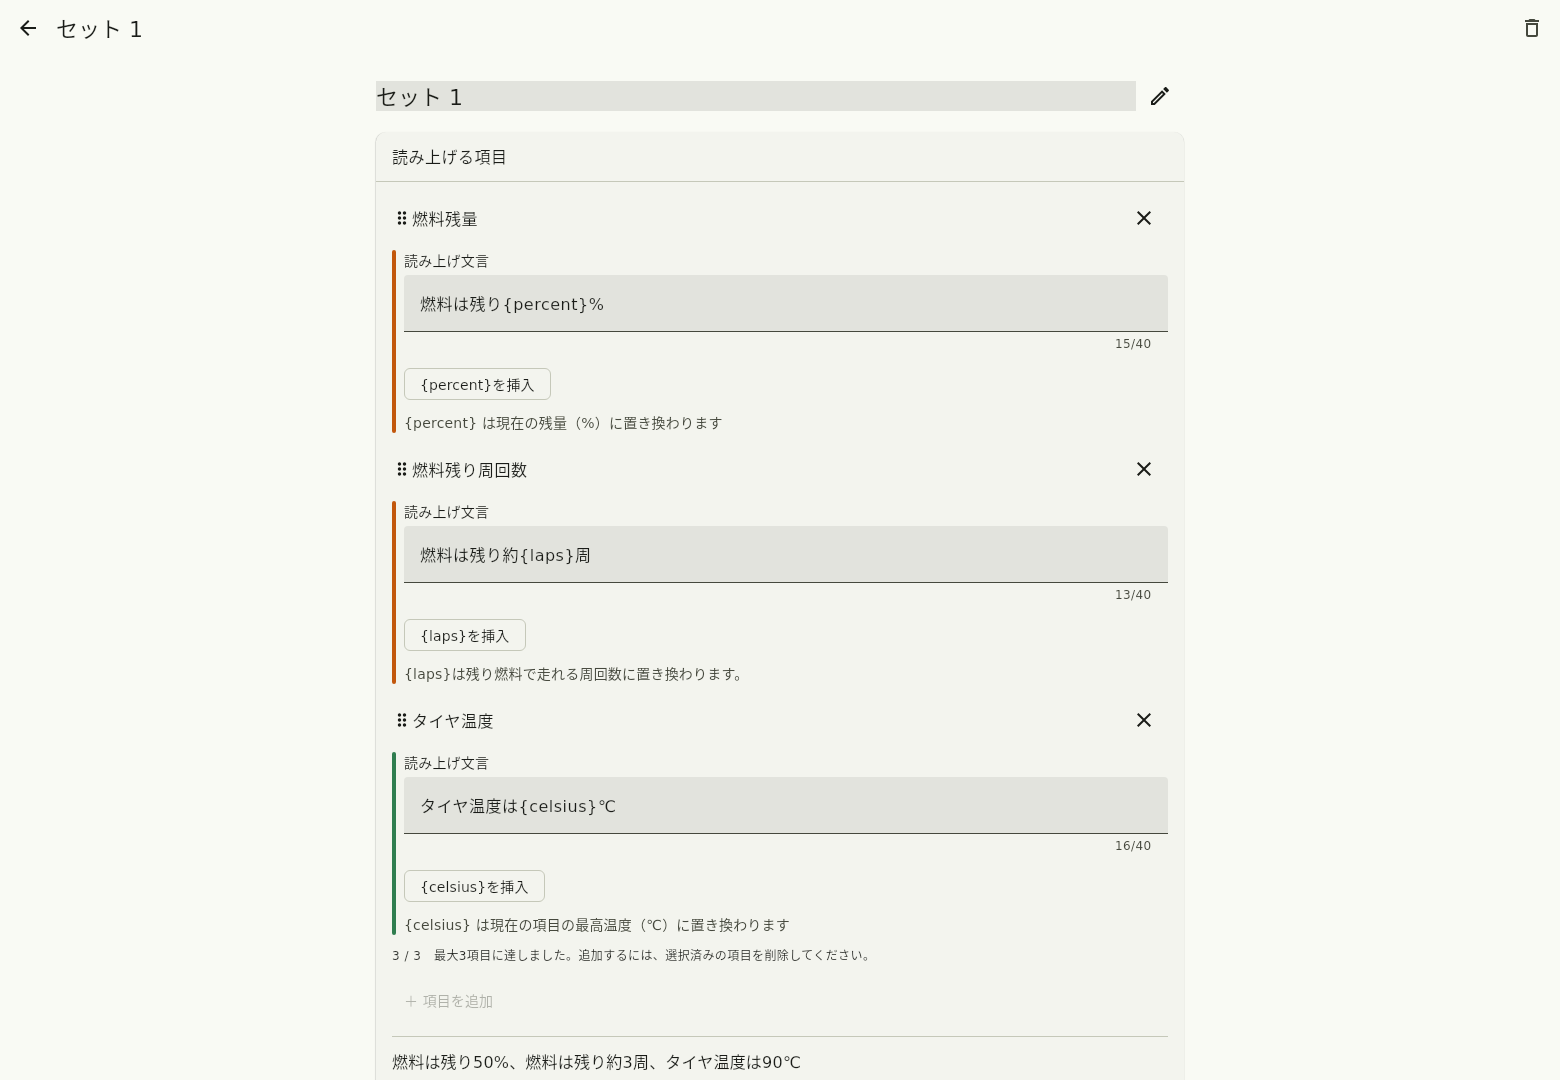 セット 1
セット 1
読み上げる項目
燃料残量
読み上げ文言
燃料は残り{percent}%
15/40
{percent}を挿入
{percent} は現在の残量（%）に置き換わります
燃料残り周回数
読み上げ文言
燃料は残り約{laps}周
13/40
{laps}を挿入
{laps}は残り燃料で走れる周回数に置き換わります。
タイヤ温度
読み上げ文言
タイヤ温度は{celsius}℃
16/40
{celsius}を挿入
{celsius} は現在の項目の最高温度（℃）に置き換わります
3 / 3　最大3項目に達しました。追加するには、選択済みの項目を削除してください。
＋ 項目を追加
燃料は残り50%、燃料は残り約3周、タイヤ温度は90℃